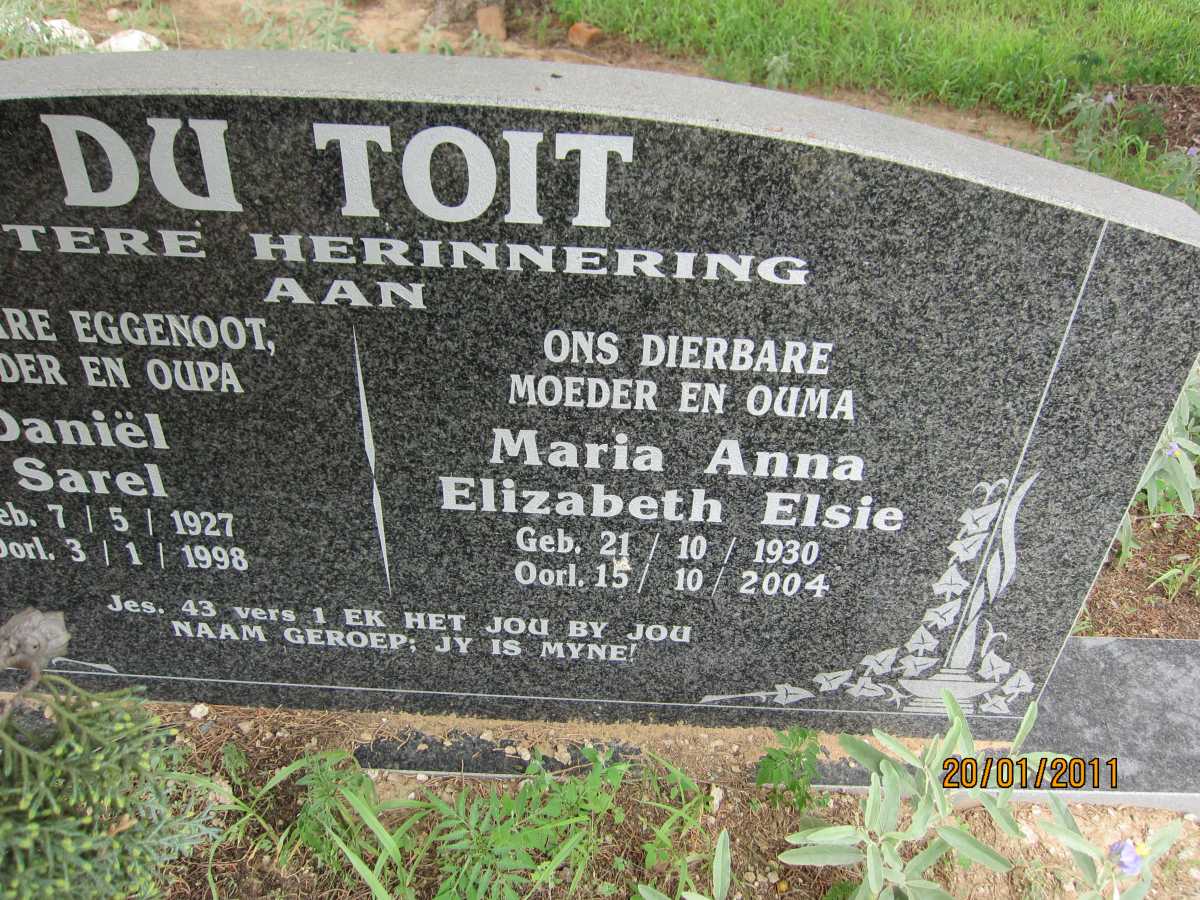 DU TOIT
TERE HERINNERING
AAN
ARE EGGENOOT,
DER EN OUPA
Daniël
Sarel
eb. 7 / 5 / 1927
Oorl. 3 / 1 / 1998
ONS DIERBARE
MOEDER EN OUMA
Maria Anna
Elizabeth Elsie
Geb. 21 / 10 / 1930
Oorl. 15 / 10 / 2004
Jes. 43 vers 1 EK HET JOU BY JOU
NAAM GEROEP; JY IS MYNE!
20/01/2011